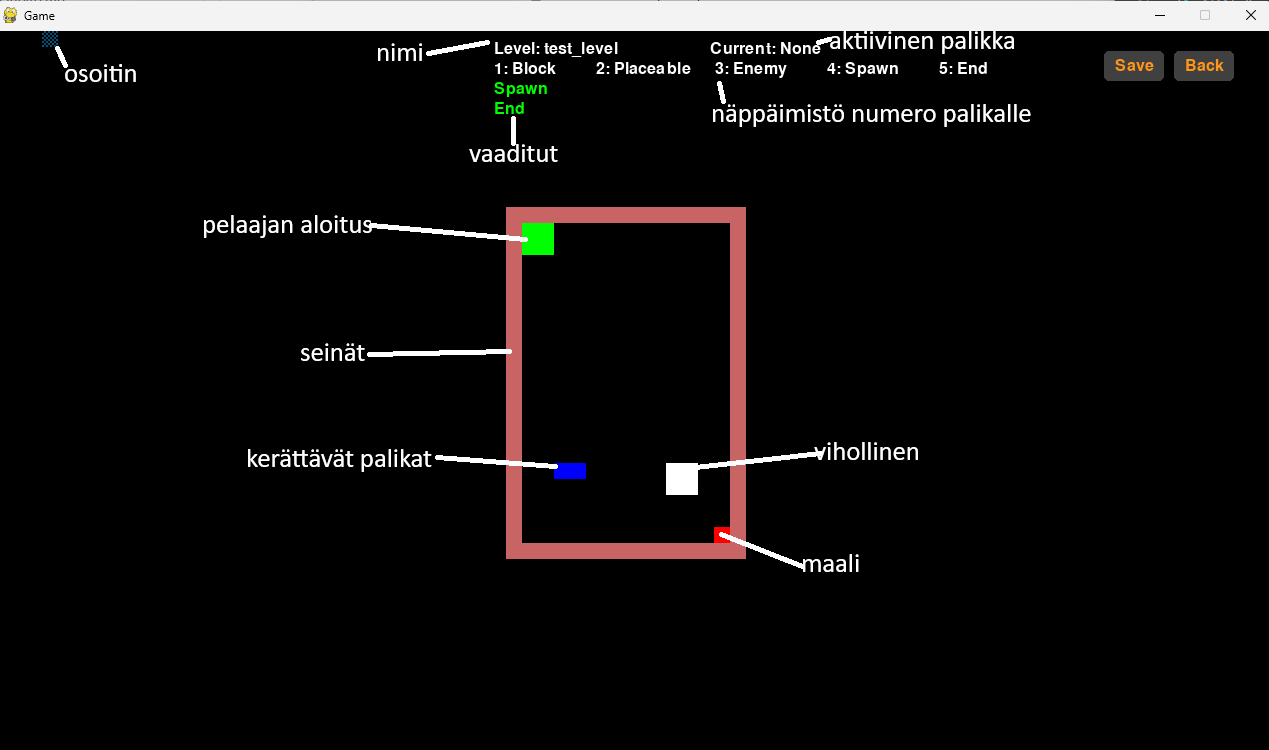 Game
aktiivinen palikka
nimi
Level: test_level
Current: None
Save
Back
osoitin
1: Block
2: Placeable
3: Enemy
4: Spawn
5: End
Spawn
End
näppäimistö numero palikalle
vaaditut
pelaajan aloitus
seinät
kerättävät palikat
vihollinen
maali